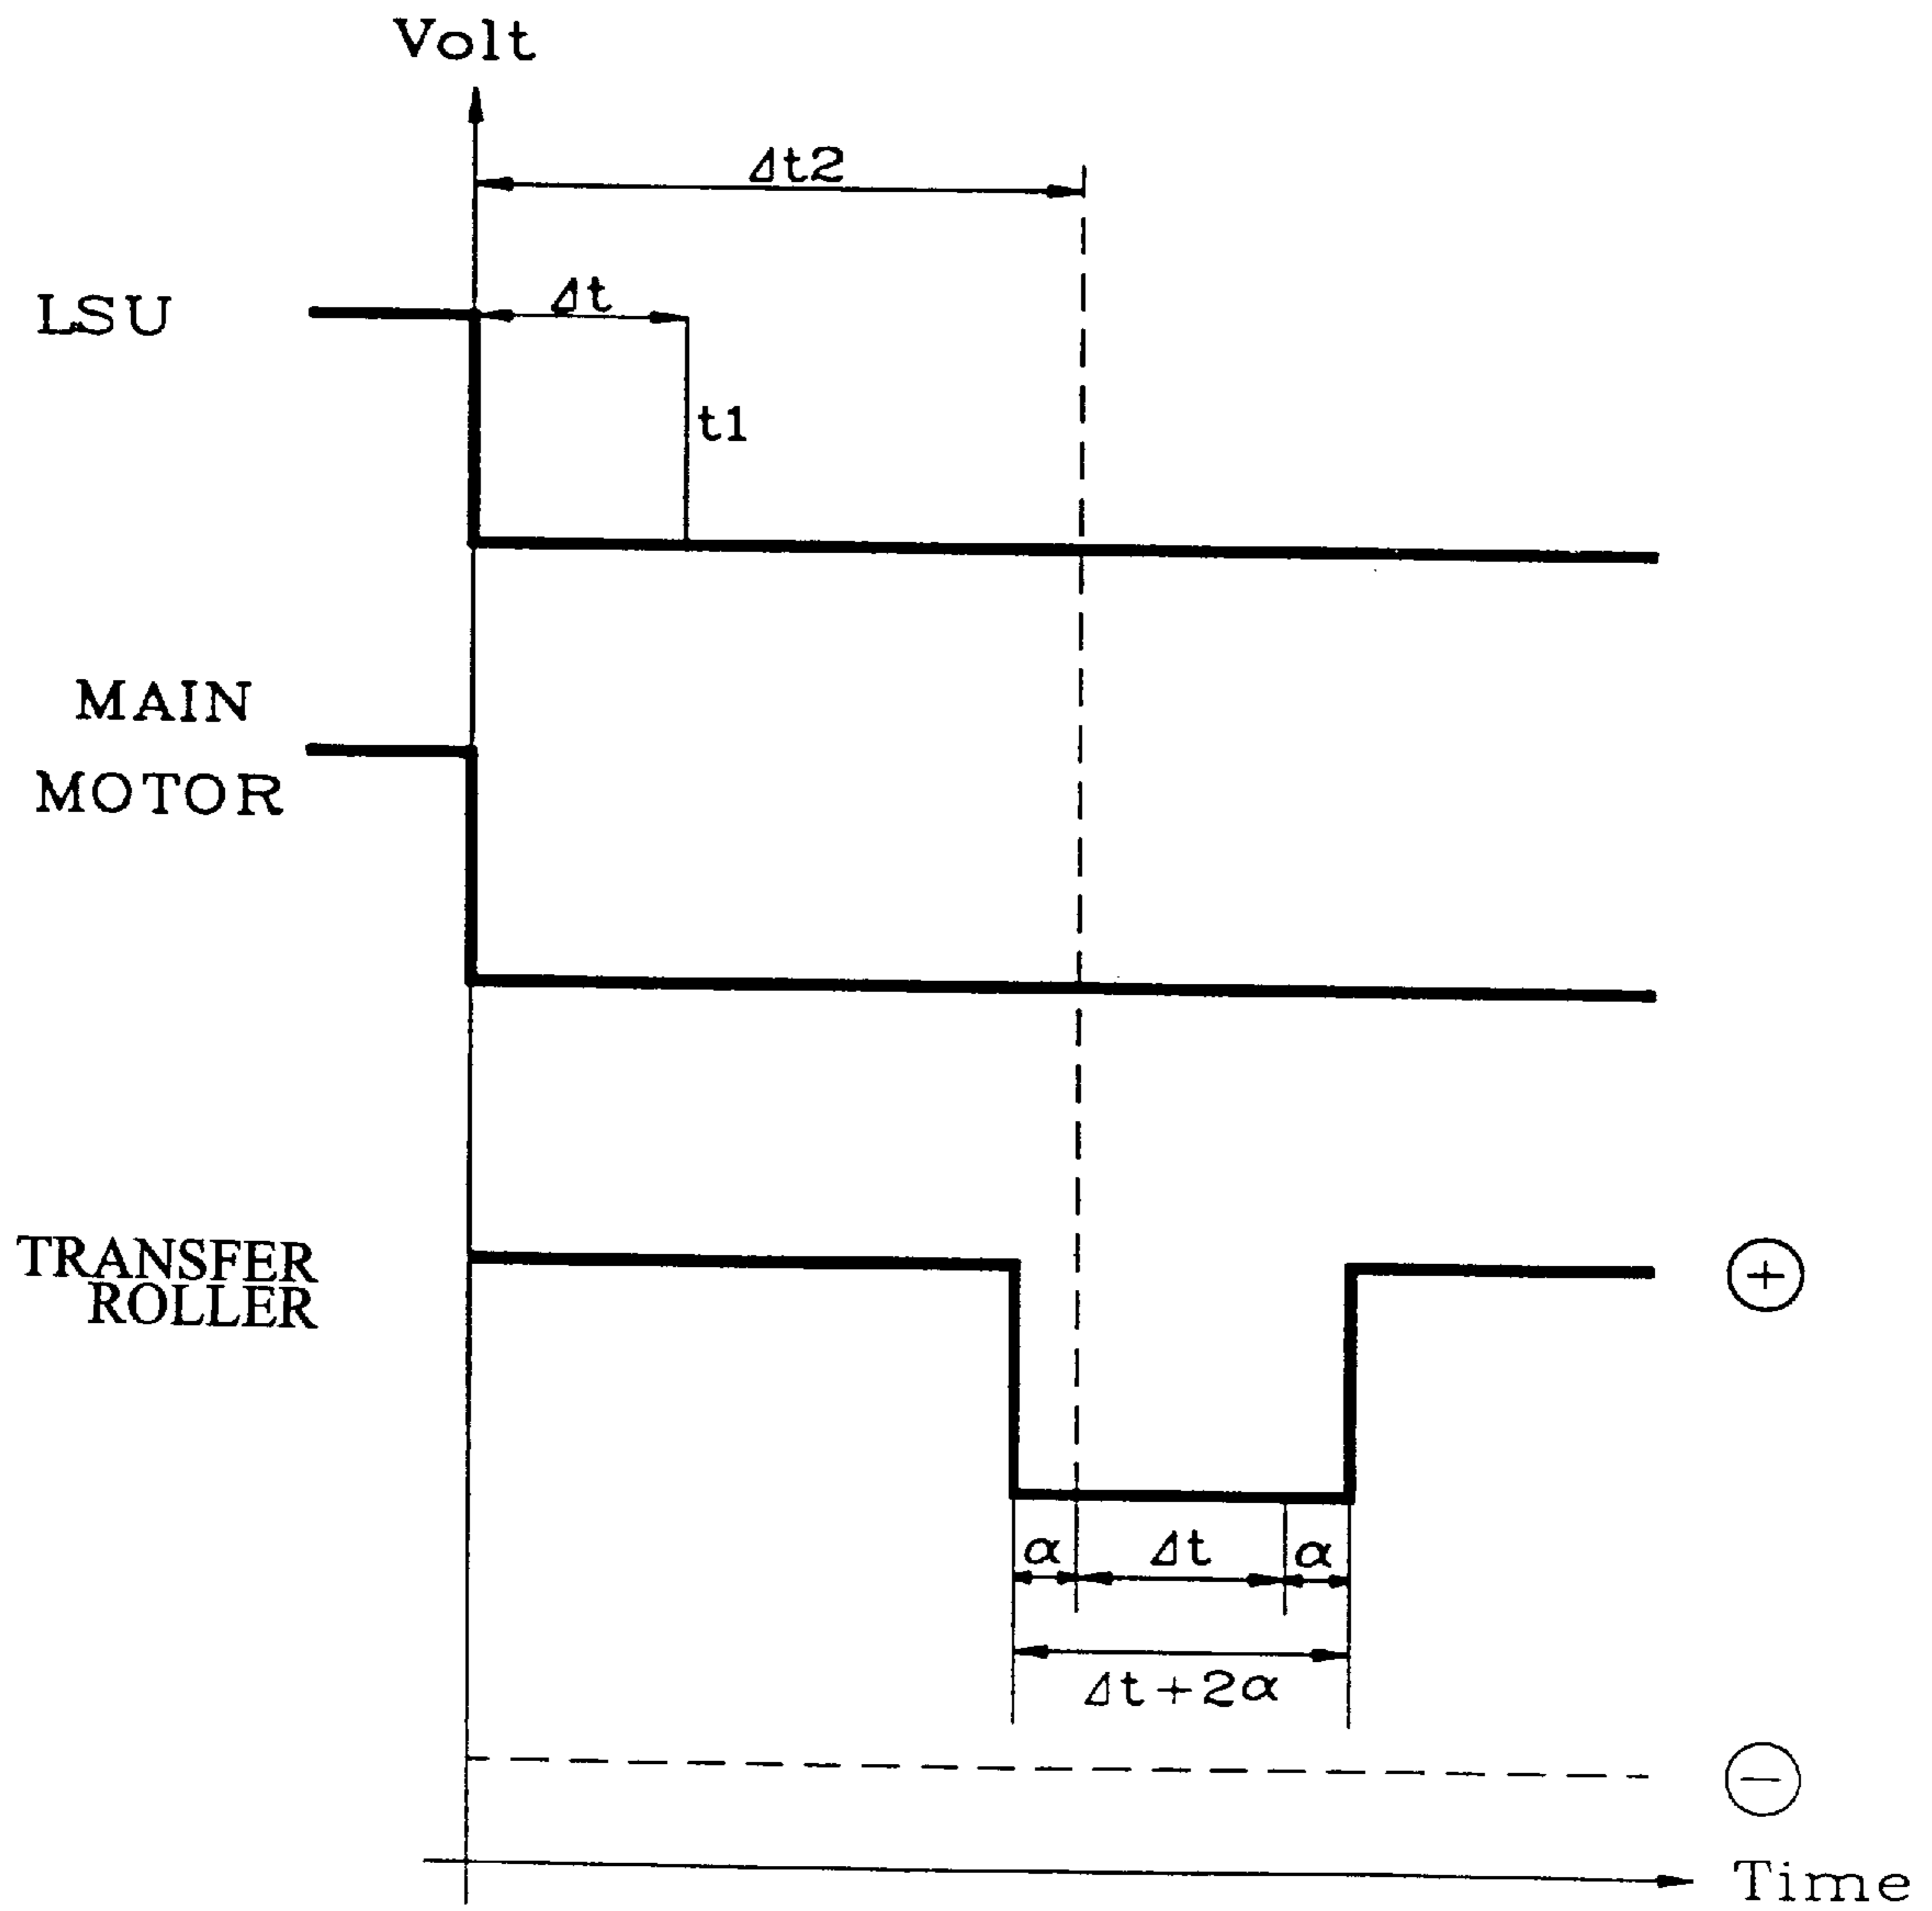 Volt
Δt2
LSU
Δt
t1
MAIN
MOTOR
TRANSFER
ROLLER
+
α
Δt
α
Δt+2α
−
Time